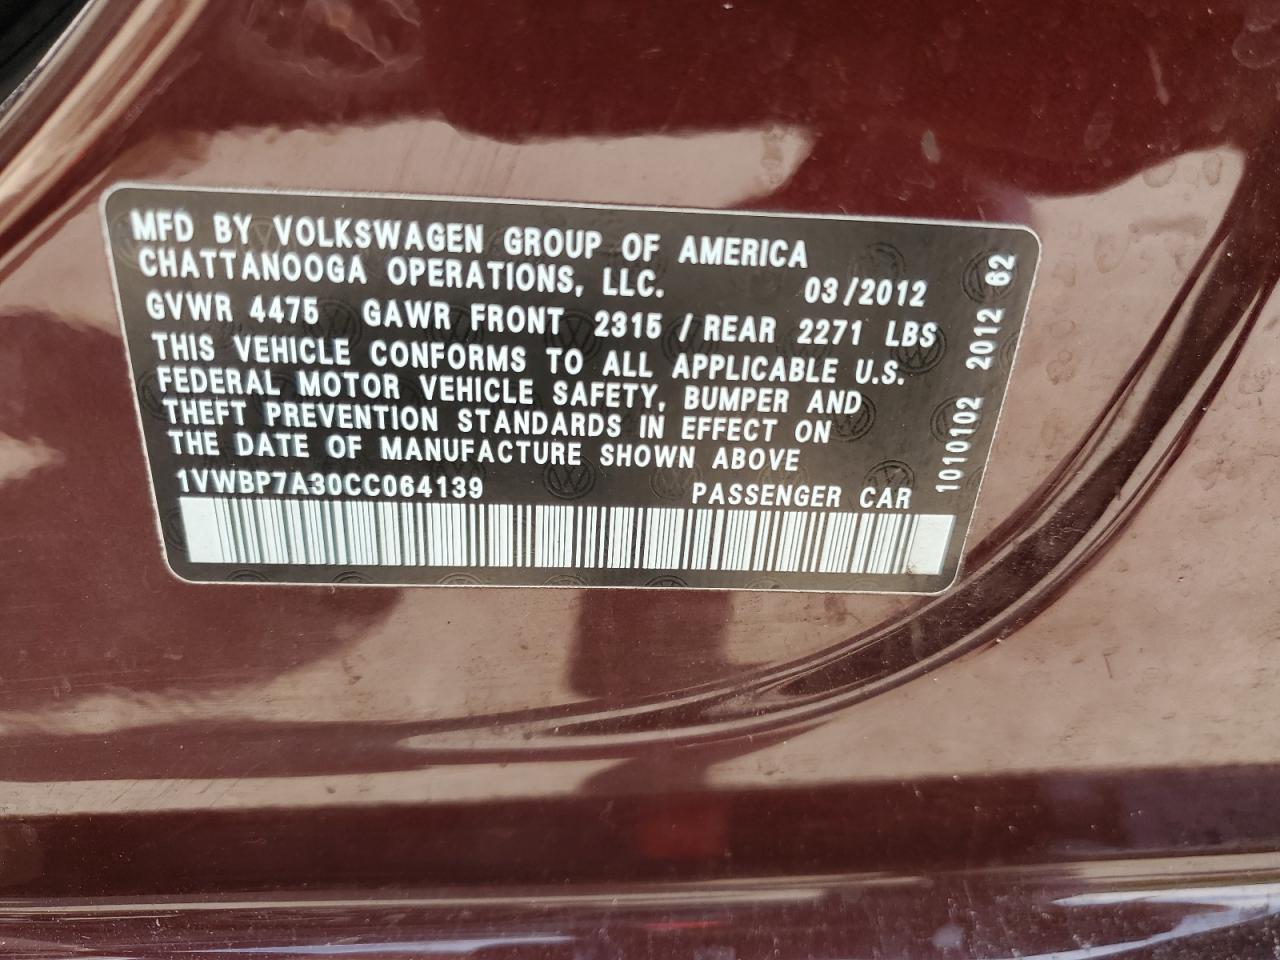 MFD BY VOLKSWAGEN GROUP OF AMERICA
CHATTANOOGA OPERATIONS, LLC. 03/2012
GVWR 4475 GAWR FRONT 2315 / REAR 2271 LBS
THIS VEHICLE CONFORMS TO ALL APPLICABLE U.S.
FEDERAL MOTOR VEHICLE SAFETY, BUMPER AND
THEFT PREVENTION STANDARDS IN EFFECT ON
THE DATE OF MANUFACTURE SHOWN ABOVE
1VWBP7A30CC064139 PASSENGER CAR
1010102 2012 62